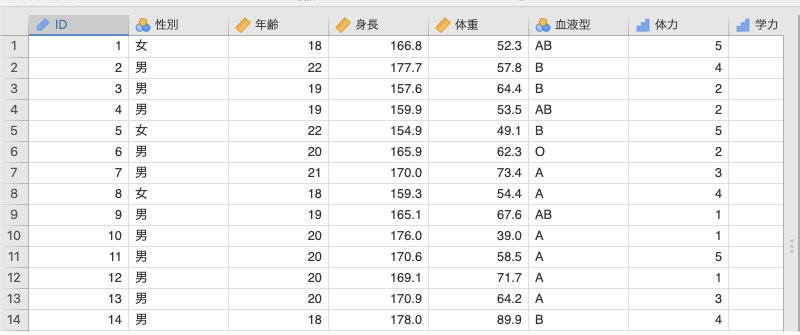 ID 性別 年齢 身長 体重 血液型 体力 学力
1 1 女 18 166.8 52.3 AB 5
2 2 男 22 177.7 57.8 B 4
3 3 男 19 157.6 64.4 B 2
4 4 男 19 159.9 53.5 AB 2
5 5 女 22 154.9 49.1 B 5
6 6 男 20 165.9 62.3 O 2
7 7 男 21 170.0 73.4 A 3
8 8 女 18 159.3 54.4 A 4
9 9 男 19 165.1 67.6 AB 1
10 10 男 20 176.0 39.0 A 1
11 11 男 20 170.6 58.5 A 5
12 12 男 20 169.1 71.7 A 1
13 13 男 20 170.9 64.2 A 3
14 14 男 18 178.0 89.9 B 4